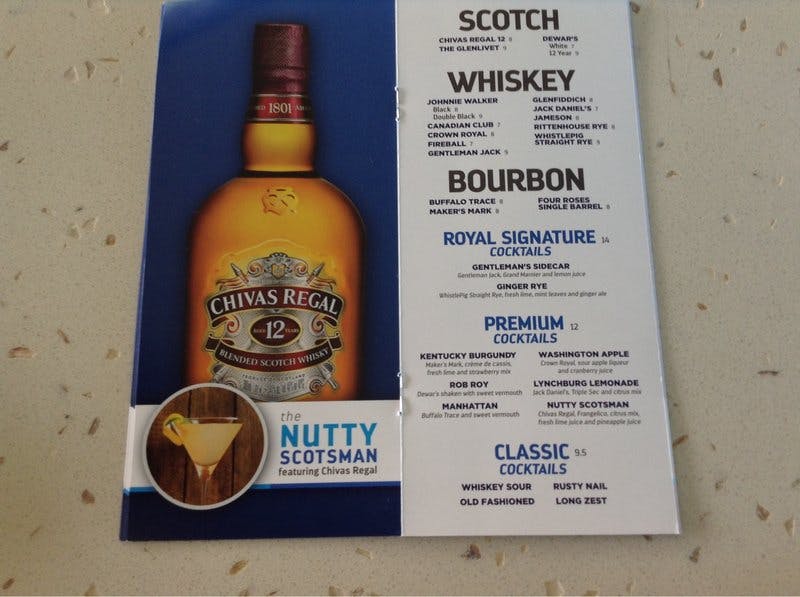 1801
CHIVAS REGAL
AGED 12 YEARS
BLENDED SCOTCH WHISKY
PRODUCE OF SCOTLAND
the
NUTTY
SCOTSMAN
featuring Chivas Regal
SCOTCH
CHIVAS REGAL 12 8
THE GLENLIVET 9
DEWAR'S
White 7
12 Year 9
WHISKEY
JOHNNIE WALKER
Black 8
Double Black 9
CANADIAN CLUB 7
CROWN ROYAL 8
FIREBALL 7
GENTLEMAN JACK 9
GLENFIDDICH 8
JACK DANIEL'S 7
JAMESON 8
RITTENHOUSE RYE 8
WHISTLEPIG
STRAIGHT RYE 9
BOURBON
BUFFALO TRACE 8
MAKER'S MARK 8
FOUR ROSES
SINGLE BARREL 8
ROYAL SIGNATURE 14
COCKTAILS
GENTLEMAN'S SIDECAR
Gentleman Jack, Grand Marnier and lemon juice
GINGER RYE
WhistlePig Straight Rye, fresh lime, mint leaves and ginger ale
PREMIUM 12
COCKTAILS
KENTUCKY BURGUNDY
Maker's Mark, crème de cassis,
fresh lime and strawberry mix
ROB ROY
Dewar's shaken with sweet vermouth
MANHATTAN
Buffalo Trace and sweet vermouth
WASHINGTON APPLE
Crown Royal, sour apple liqueur
and cranberry juice
LYNCHBURG LEMONADE
Jack Daniel's, Triple Sec and citrus mix
NUTTY SCOTSMAN
Chivas Regal, Frangelico, citrus mix,
fresh lime juice and pineapple juice
CLASSIC 9.5
COCKTAILS
WHISKEY SOUR
OLD FASHIONED
RUSTY NAIL
LONG ZEST